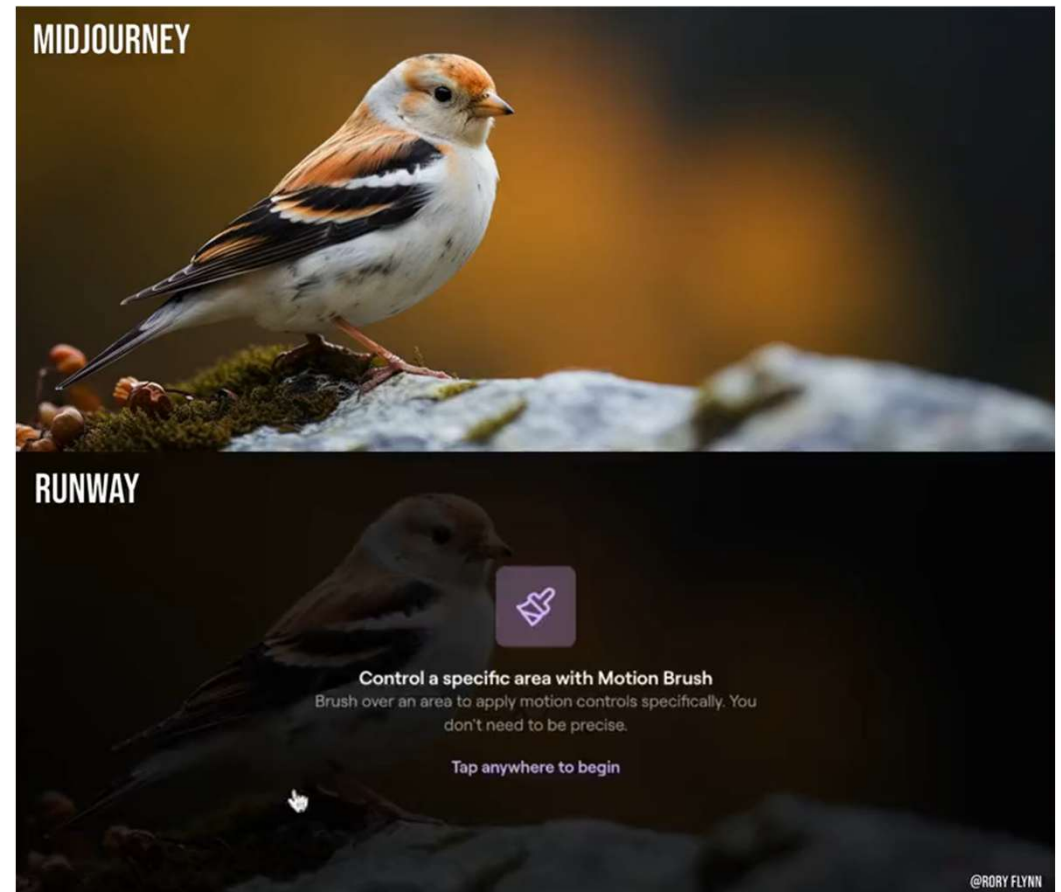 MIDJOURNEY
RUNWAY
Control a specific area with Motion Brush
Brush over an area to apply motion controls specifically. You
don't need to be precise.
Tap anywhere to begin
@RORY FLYNN